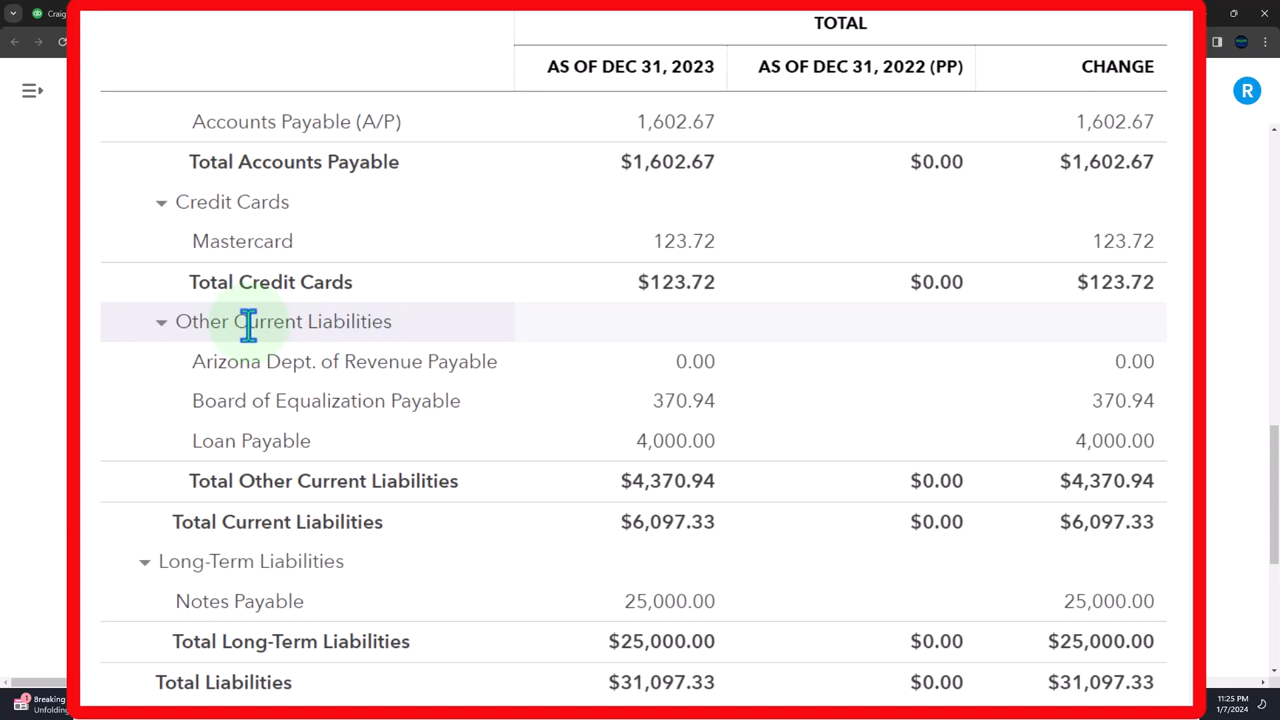 Craig
TOTAL
AS OF DEC 31, 2023 AS OF DEC 31, 2022 (PP) CHANGE
R
Accounts Payable (A/P) 1,602.67 1,602.67
Total Accounts Payable $1,602.67 $0.00 $1,602.67
Credit Cards
Mastercard 123.72 123.72
Total Credit Cards $123.72 $0.00 $123.72
Other Current Liabilities
Arizona Dept. of Revenue Payable 0.00 0.00
Board of Equalization Payable 370.94 370.94
Loan Payable 4,000.00 4,000.00
Total Other Current Liabilities $4,370.94 $0.00 $4,370.94
Total Current Liabilities $6,097.33 $0.00 $6,097.33
Long-Term Liabilities
Notes Payable 25,000.00 25,000.00
Total Long-Term Liabilities $25,000.00 $0.00 $25,000.00
Total Liabilities $31,097.33 $0.00 $31,097.33
1 Breaking
Unfolding
11:25 PM
1/7/2024